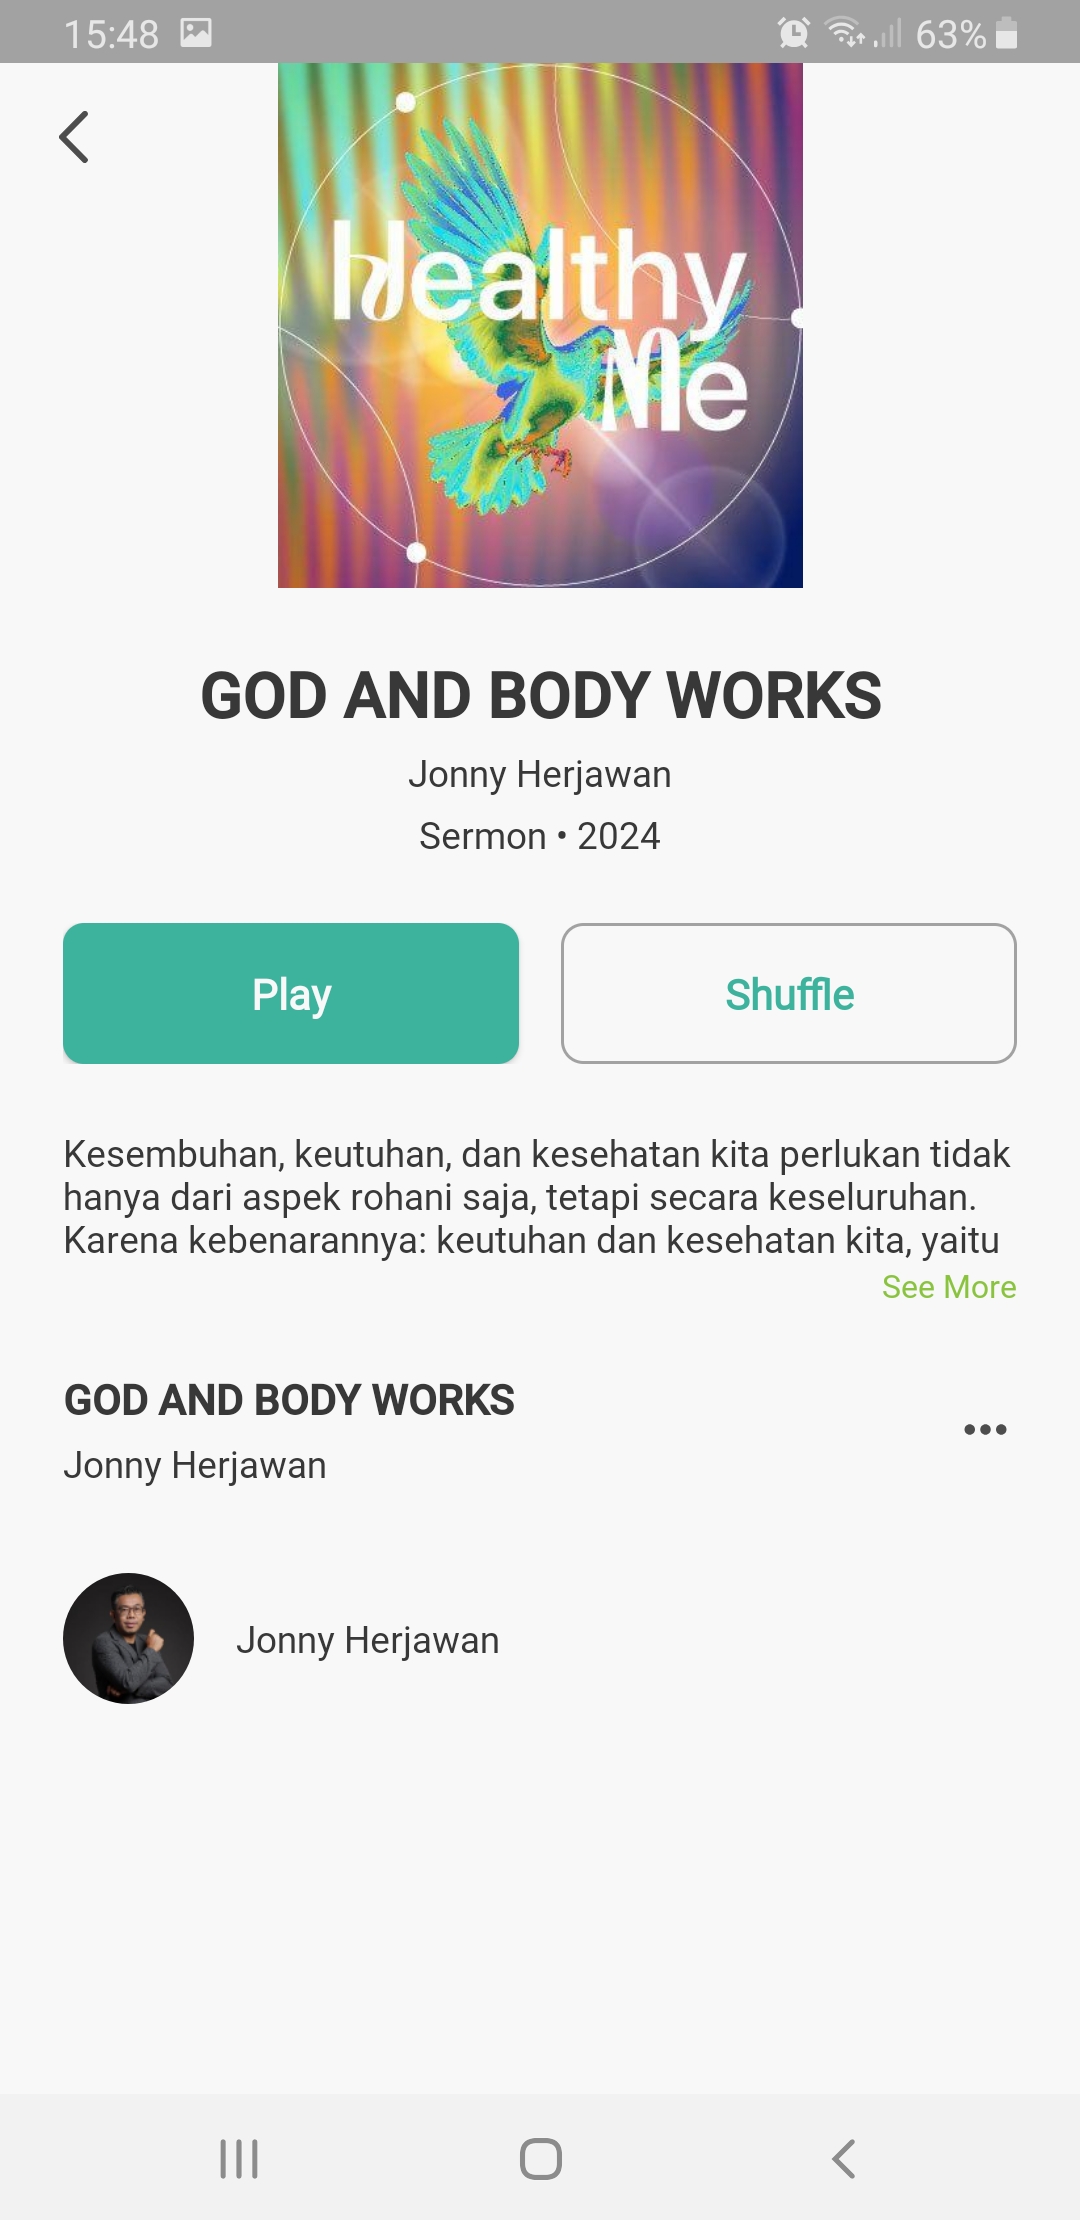 15:48
63%
Healthy
Me
GOD AND BODY WORKS
Jonny Herjawan
Sermon • 2024
Play
Shuffle
Kesembuhan, keutuhan, dan kesehatan kita perlukan tidak
hanya dari aspek rohani saja, tetapi secara keseluruhan.
Karena kebenarannya: keutuhan dan kesehatan kita, yaitu
See More
GOD AND BODY WORKS
Jonny Herjawan
Jonny Herjawan